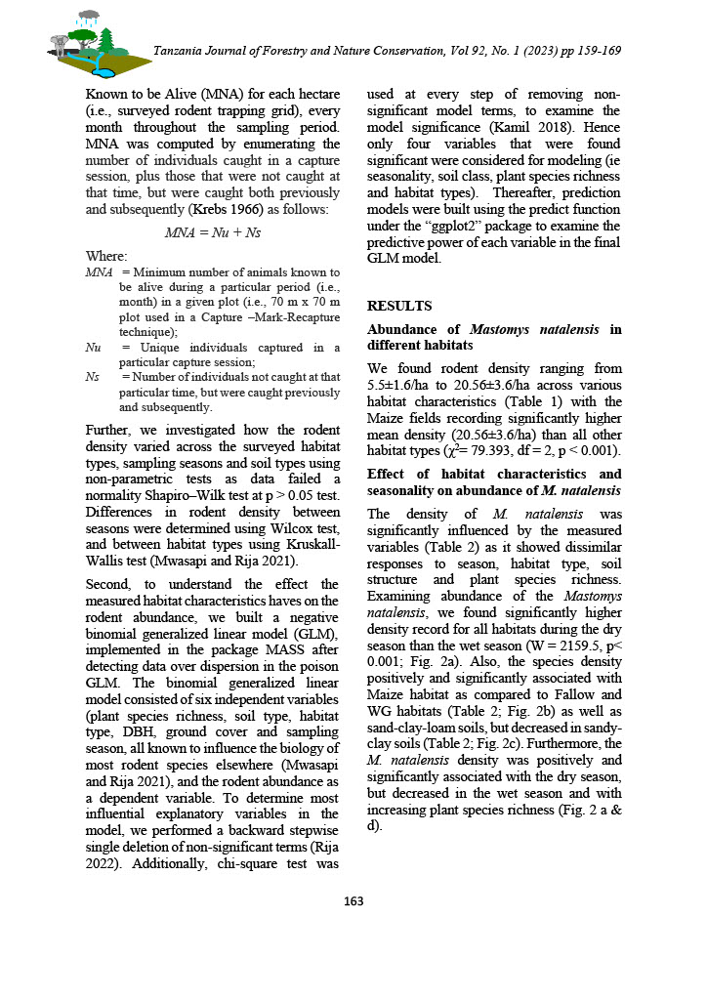 Tanzania Journal of Forestry and Nature Conservation, Vol 92, No. 1 (2023) pp 159-169
Known to be Alive (MNA) for each hectare
(i.e., surveyed rodent trapping grid), every
month throughout the sampling period.
MNA was computed by enumerating the
number of individuals caught in a capture
session, plus those that were not caught at
that time, but were caught both previously
and subsequently (Krebs 1966) as follows:
MNA = Nu + Ns
Where:
MNA = Minimum number of animals known to
be alive during a particular period (i.e.,
month) in a given plot (i.e., 70 m x 70 m
plot used in a Capture –Mark-Recapture
technique);
Nu = Unique individuals captured in a
particular capture session;
Ns = Number of individuals not caught at that
particular time, but were caught previously
and subsequently.
Further, we investigated how the rodent
density varied across the surveyed habitat
types, sampling seasons and soil types using
non-parametric tests as data failed a
normality Shapiro–Wilk test at p > 0.05 test.
Differences in rodent density between
seasons were determined using Wilcox test,
and between habitat types using Kruskall-
Wallis test (Mwasapi and Rija 2021).
Second, to understand the effect the
measured habitat characteristics haves on the
rodent abundance, we built a negative
binomial generalized linear model (GLM),
implemented in the package MASS after
detecting data over dispersion in the poison
GLM. The binomial generalized linear
model consisted of six independent variables
(plant species richness, soil type, habitat
type, DBH, ground cover and sampling
season, all known to influence the biology of
most rodent species elsewhere (Mwasapi
and Rija 2021), and the rodent abundance as
a dependent variable. To determine most
influential explanatory variables in the
model, we performed a backward stepwise
single deletion of non-significant terms (Rija
2022). Additionally, chi-square test was
used at every step of removing non-
significant model terms, to examine the
model significance (Kamil 2018). Hence
only four variables that were found
significant were considered for modeling (ie
seasonality, soil class, plant species richness
and habitat types). Thereafter, prediction
models were built using the predict function
under the “ggplot2” package to examine the
predictive power of each variable in the final
GLM model.
RESULTS
Abundance of Mastomys natalensis in
different habitats
We found rodent density ranging from
5.5±1.6/ha to 20.56±3.6/ha across various
habitat characteristics (Table 1) with the
Maize fields recording significantly higher
mean density (20.56±3.6/ha) than all other
habitat types (χ²= 79.393, df = 2, p < 0.001).
Effect of habitat characteristics and
seasonality on abundance of M. natalensis
The density of M. natalensis was
significantly influenced by the measured
variables (Table 2) as it showed dissimilar
responses to season, habitat type, soil
structure and plant species richness.
Examining abundance of the Mastomys
natalensis, we found significantly higher
density record for all habitats during the dry
season than the wet season (W = 2159.5, p<
0.001; Fig. 2a). Also, the species density
positively and significantly associated with
Maize habitat as compared to Fallow and
WG habitats (Table 2; Fig. 2b) as well as
sand-clay-loam soils, but decreased in sandy-
clay soils (Table 2; Fig. 2c). Furthermore, the
M. natalensis density was positively and
significantly associated with the dry season,
but decreased in the wet season and with
increasing plant species richness (Fig. 2 a &
d).
163